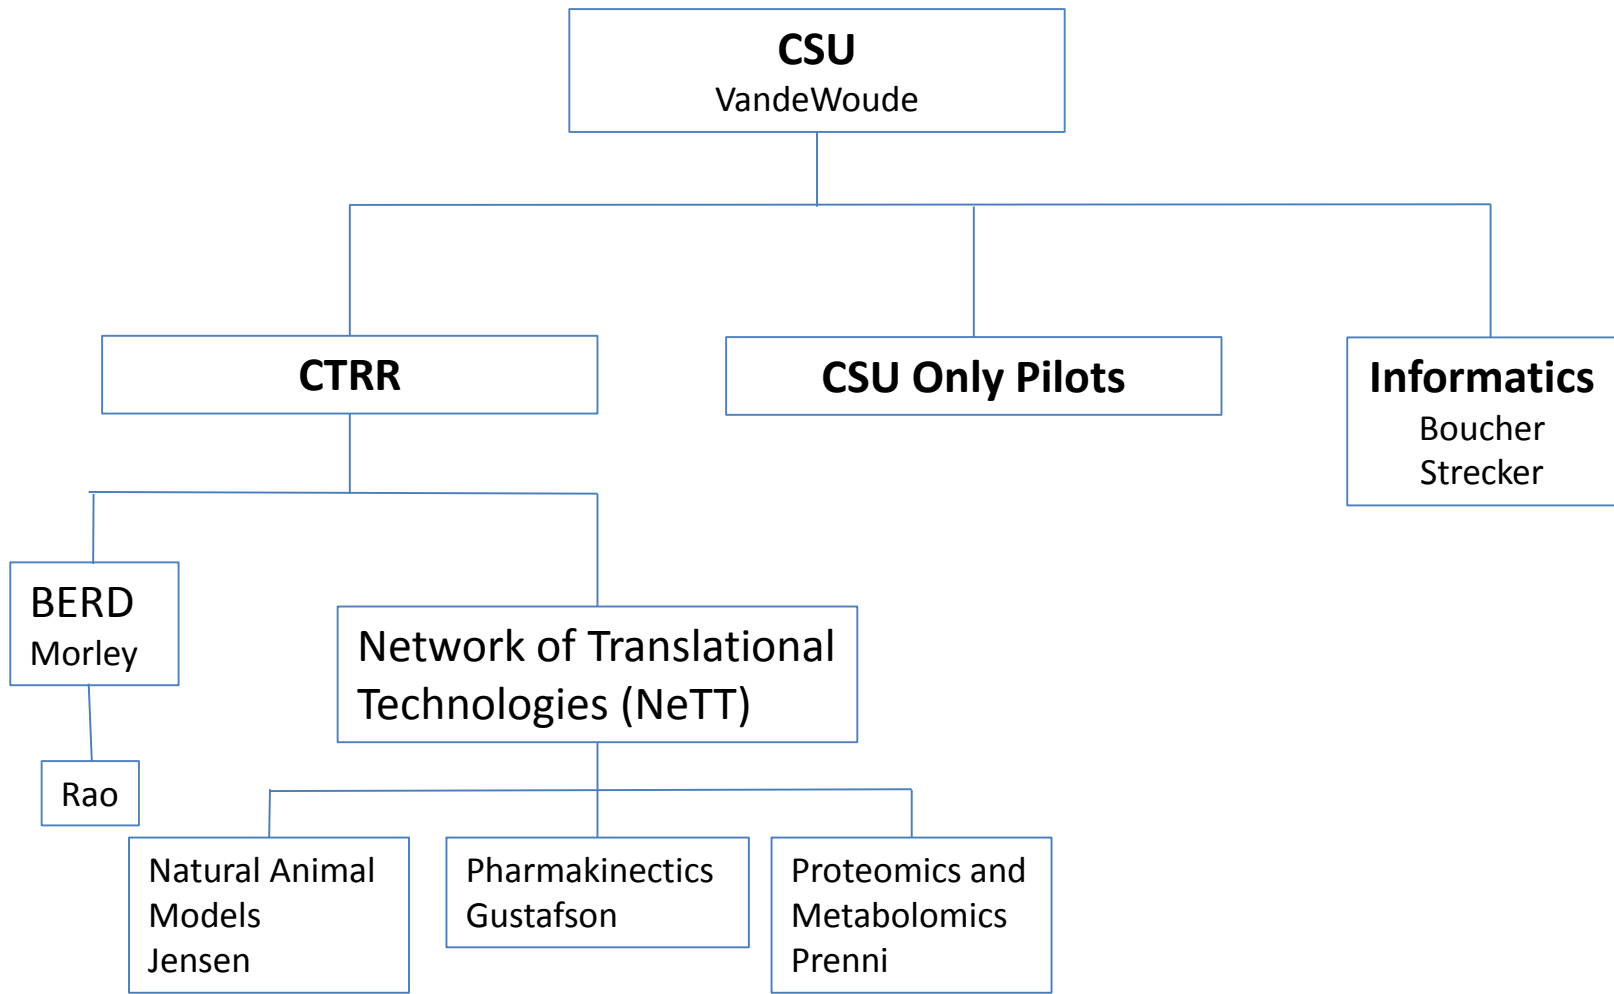 CSU
VandeWoude
CTRR
CSU Only Pilots
Informatics
Boucher
Strecker
BERD
Morley
Network of Translational
Technologies (NeTT)
Rao
Natural Animal
Models
Jensen
Pharmakinectics
Gustafson
Proteomics and
Metabolomics
Prenni